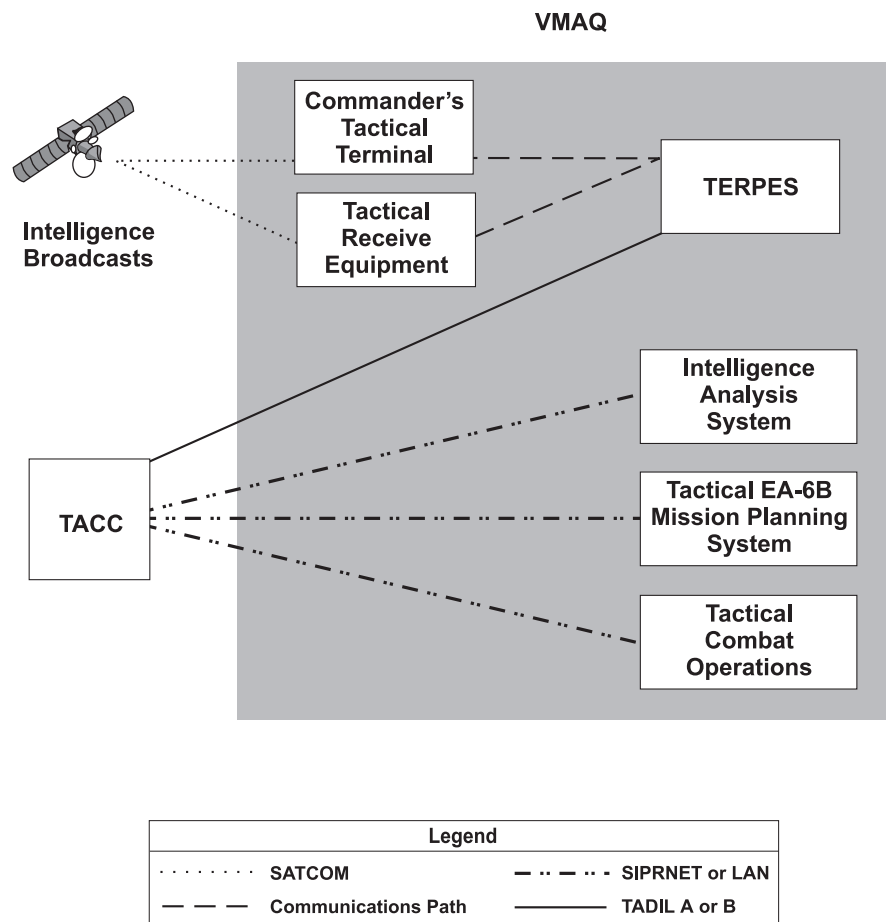 VMAQ
Commander's
Tactical
Terminal
TERPES
Tactical
Receive
Equipment
Intelligence
Broadcasts
Intelligence
Analysis
System
TACC
Tactical EA-6B
Mission Planning
System
Tactical
Combat
Operations
Legend
SATCOM
SIPRNET or LAN
Communications Path
TADIL A or B